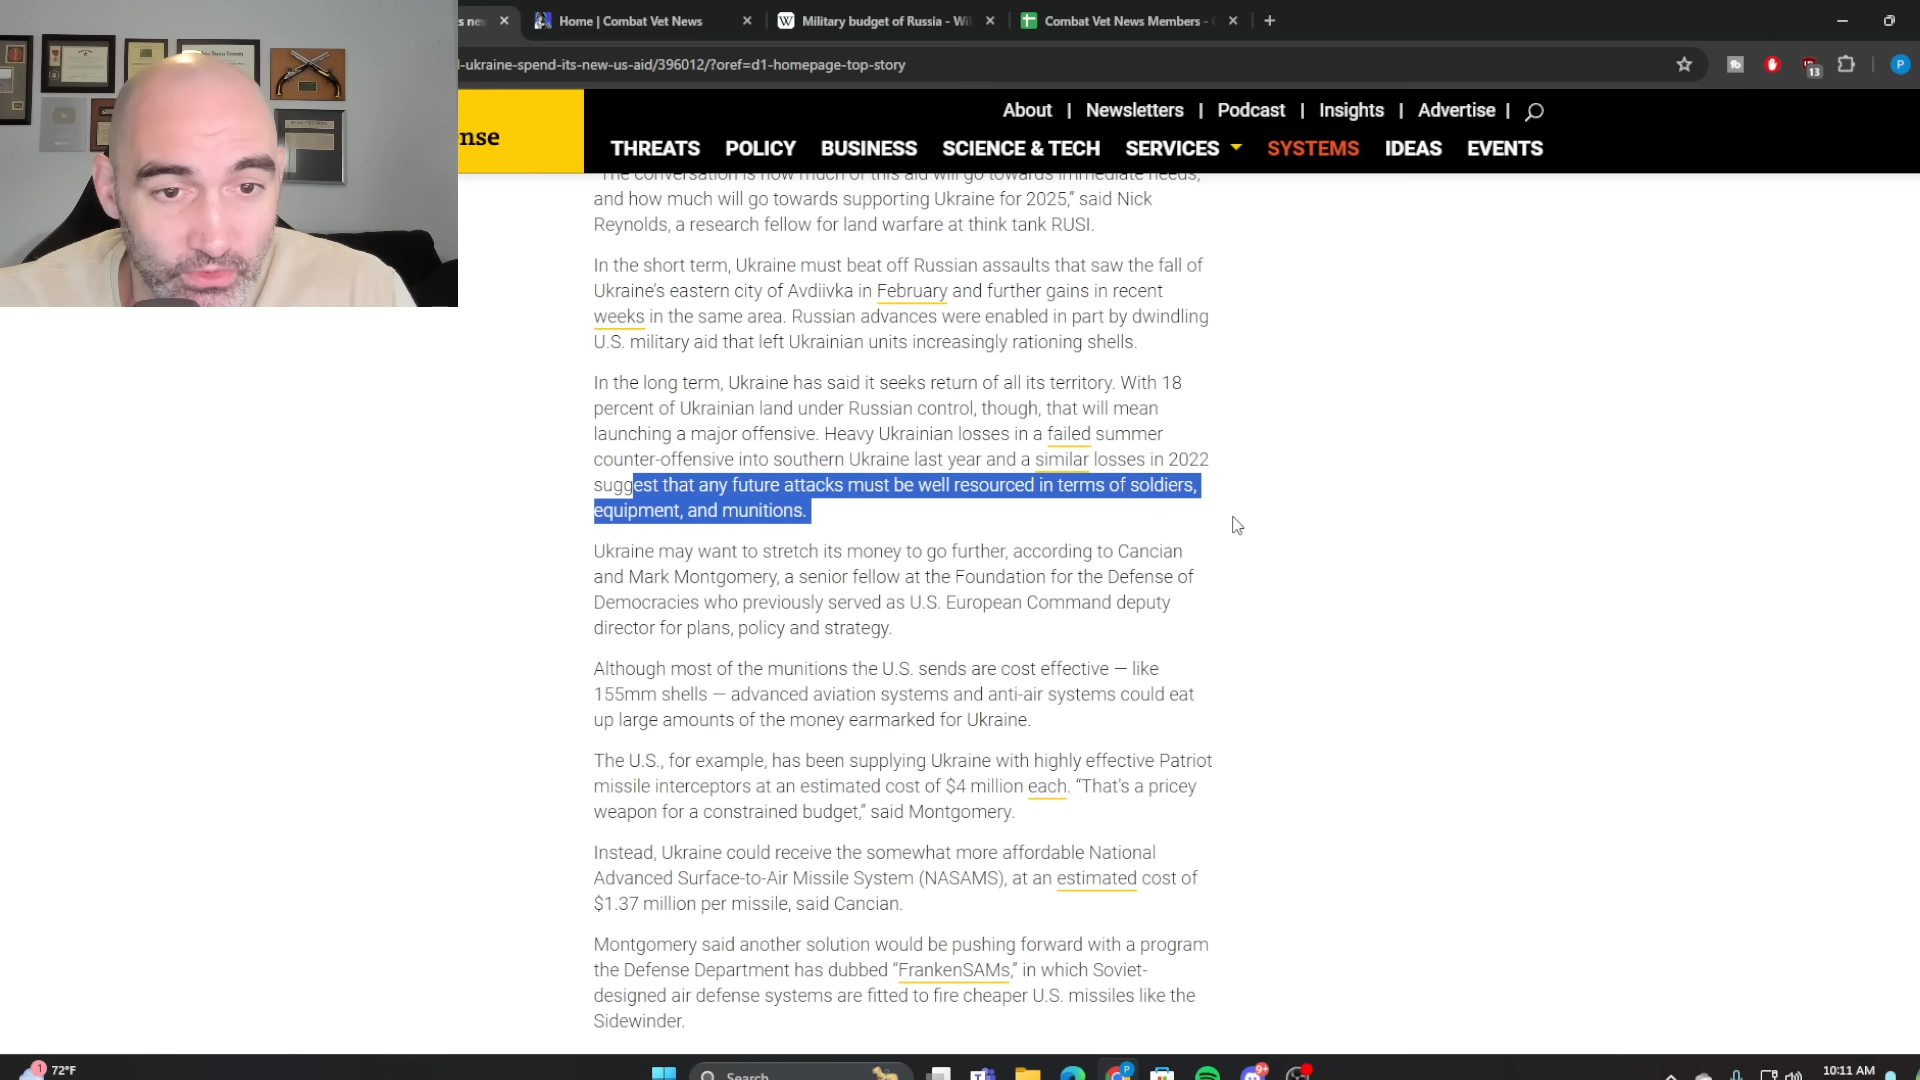 s nev
Home | Combat Vet News
Military budget of Russia - Wi
Combat Vet News Members -
l-ukraine-spend-its-new-us-aid/396012/?oref=d1-homepage-top-story
13
P
nse
About | Newsletters | Podcast | Insights | Advertise |
THREATS POLICY BUSINESS SCIENCE & TECH SERVICES SYSTEMS IDEAS EVENTS
“The conversation is how much of this aid will go towards immediate needs,
and how much will go towards supporting Ukraine for 2025,” said Nick
Reynolds, a research fellow for land warfare at think tank RUSI.
In the short term, Ukraine must beat off Russian assaults that saw the fall of
Ukraine’s eastern city of Avdiivka in February and further gains in recent
weeks in the same area. Russian advances were enabled in part by dwindling
U.S. military aid that left Ukrainian units increasingly rationing shells.
In the long term, Ukraine has said it seeks return of all its territory. With 18
percent of Ukrainian land under Russian control, though, that will mean
launching a major offensive. Heavy Ukrainian losses in a failed summer
counter-offensive into southern Ukraine last year and a similar losses in 2022
suggest that any future attacks must be well resourced in terms of soldiers,
equipment, and munitions.
Ukraine may want to stretch its money to go further, according to Cancian
and Mark Montgomery, a senior fellow at the Foundation for the Defense of
Democracies who previously served as U.S. European Command deputy
director for plans, policy and strategy.
Although most of the munitions the U.S. sends are cost effective — like
155mm shells — advanced aviation systems and anti-air systems could eat
up large amounts of the money earmarked for Ukraine.
The U.S., for example, has been supplying Ukraine with highly effective Patriot
missile interceptors at an estimated cost of $4 million each. “That’s a pricey
weapon for a constrained budget,” said Montgomery.
Instead, Ukraine could receive the somewhat more affordable National
Advanced Surface-to-Air Missile System (NASAMS), at an estimated cost of
$1.37 million per missile, said Cancian.
Montgomery said another solution would be pushing forward with a program
the Defense Department has dubbed “FrankenSAMs,” in which Soviet-
designed air defense systems are fitted to fire cheaper U.S. missiles like the
Sidewinder.
1
72°F
Search
9+
10:11 AM